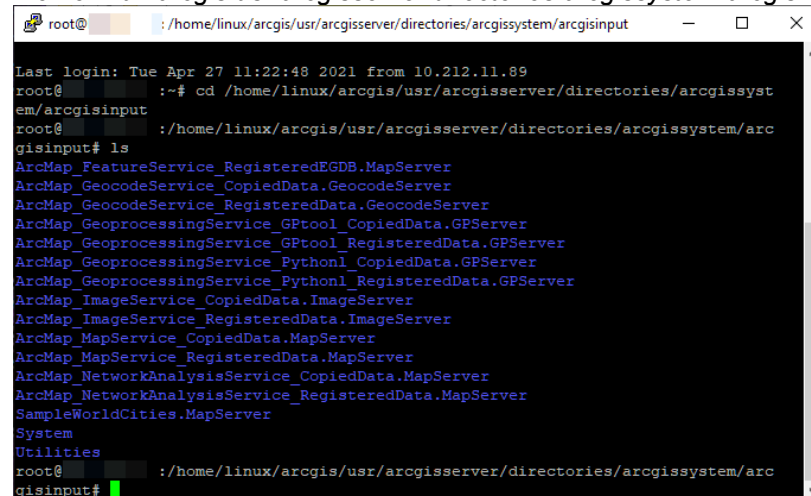 root@ : /home/linux/arcgis/usr/arcgisserver/directories/arcgissystem/arcgisinput
Last login: Tue Apr 27 11:22:48 2021 from 10.212.11.89
root@ :~# cd /home/linux/arcgis/usr/arcgisserver/directories/arcgissyst
em/arcgisinput
root@ :/home/linux/arcgis/usr/arcgisserver/directories/arcgissystem/arc
gisinput# ls
ArcMap_FeatureService_RegisteredEGDB.MapServer
ArcMap_GeocodeService_CopiedData.GeocodeServer
ArcMap_GeocodeService_RegisteredData.GeocodeServer
ArcMap_GeoprocessingService_GPtool_CopiedData.GPServer
ArcMap_GeoprocessingService_GPtool_RegisteredData.GPServer
ArcMap_GeoprocessingService_Pythonl_CopiedData.GPServer
ArcMap_GeoprocessingService_Pythonl_RegisteredData.GPServer
ArcMap_ImageService_CopiedData.ImageServer
ArcMap_ImageService_RegisteredData.ImageServer
ArcMap_MapService_CopiedData.MapServer
ArcMap_MapService_RegisteredData.MapServer
ArcMap_NetworkAnalysisService_CopiedData.MapServer
ArcMap_NetworkAnalysisService_RegisteredData.MapServer
SampleWorldCities.MapServer
System
Utilities
root@ :/home/linux/arcgis/usr/arcgisserver/directories/arcgissystem/arc
gisinput#